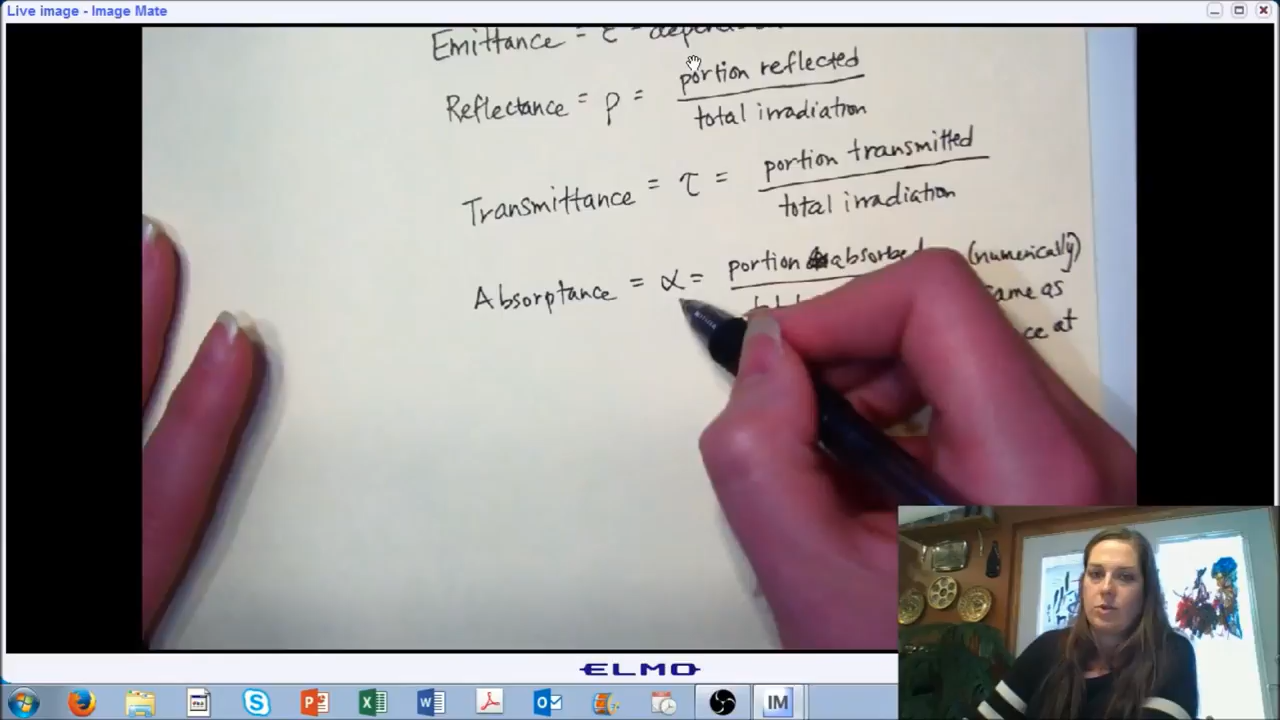 Live image - Image Mate
Emittance = ε -
Reflectance = ρ = portion reflected
total irradiation
Transmittance = τ = portion transmitted
total irradiation
Absorptance = α = portion absorbed (numerically)
same as
at
ELMO
IM